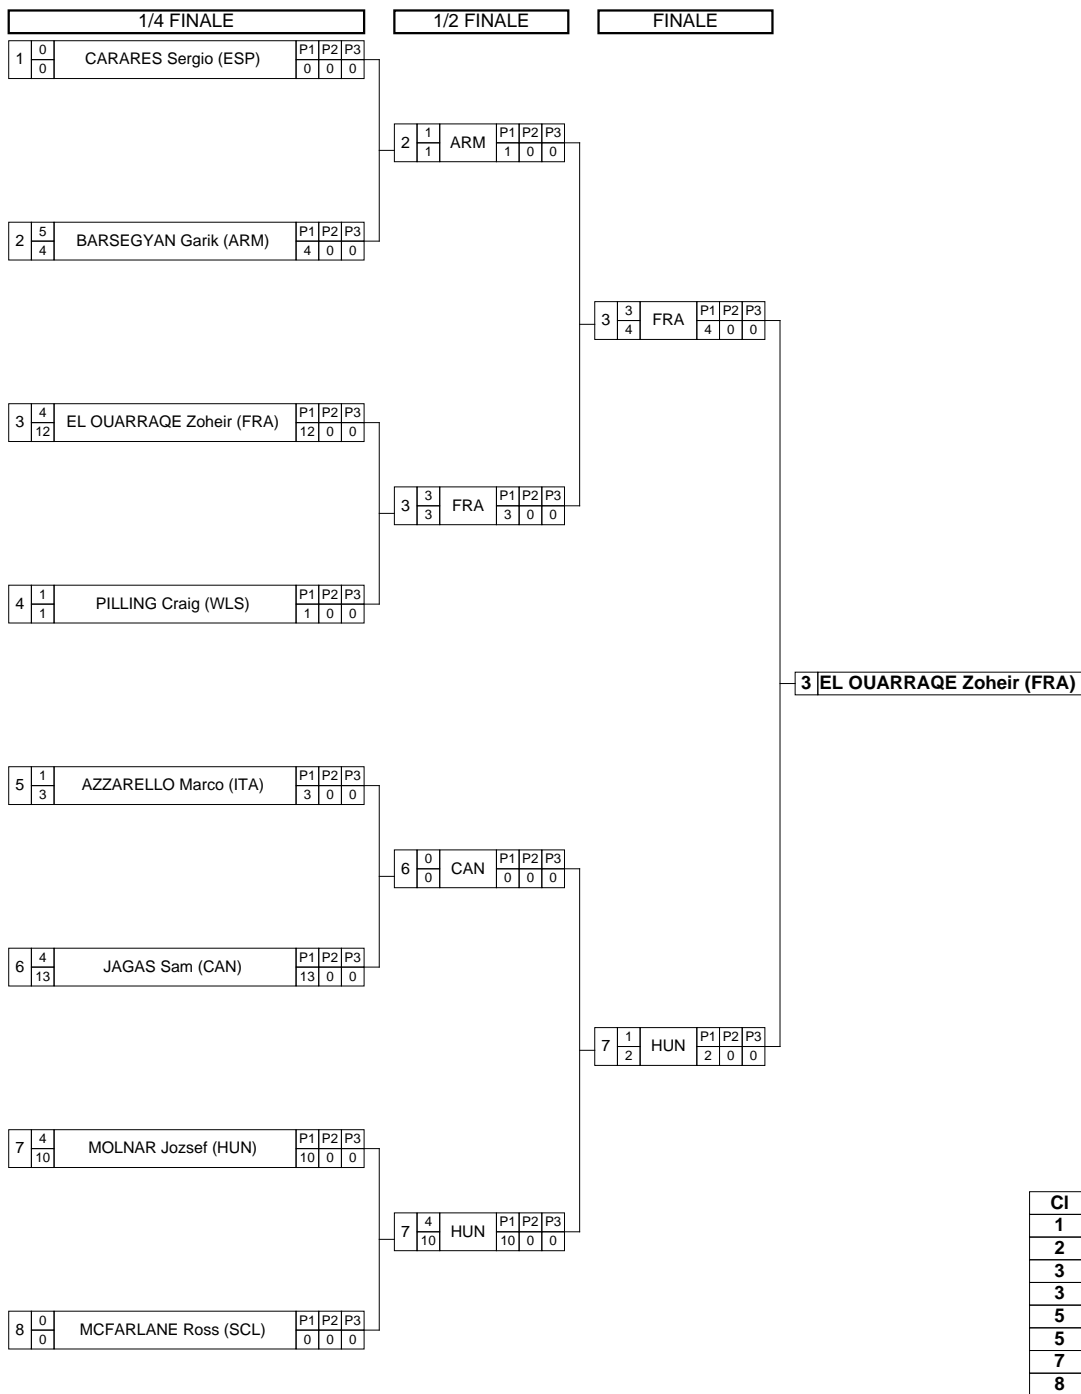 1/4 FINALE 1/2 FINALE FINALE
1 0 0 CARARES Sergio (ESP) P1 P2 P3 0 0 0
2 1 1 ARM P1 P2 P3 1 0 0
2 5 4 BARSEGYAN Garik (ARM) P1 P2 P3 4 0 0
3 3 4 FRA P1 P2 P3 4 0 0
3 4 12 EL OUARRAQE Zoheir (FRA) P1 P2 P3 12 0 0
3 3 3 FRA P1 P2 P3 3 0 0
4 1 1 PILLING Craig (WLS) P1 P2 P3 1 0 0
3 EL OUARRAQE Zoheir (FRA)
5 1 3 AZZARELLO Marco (ITA) P1 P2 P3 3 0 0
6 0 0 CAN P1 P2 P3 0 0 0
6 4 13 JAGAS Sam (CAN) P1 P2 P3 13 0 0
7 1 2 HUN P1 P2 P3 2 0 0
7 4 10 MOLNAR Jozsef (HUN) P1 P2 P3 10 0 0
7 4 10 HUN P1 P2 P3 10 0 0
8 0 0 MCFARLANE Ross (SCL) P1 P2 P3 0 0 0
Cl
1
2
3
3
5
5
7
8